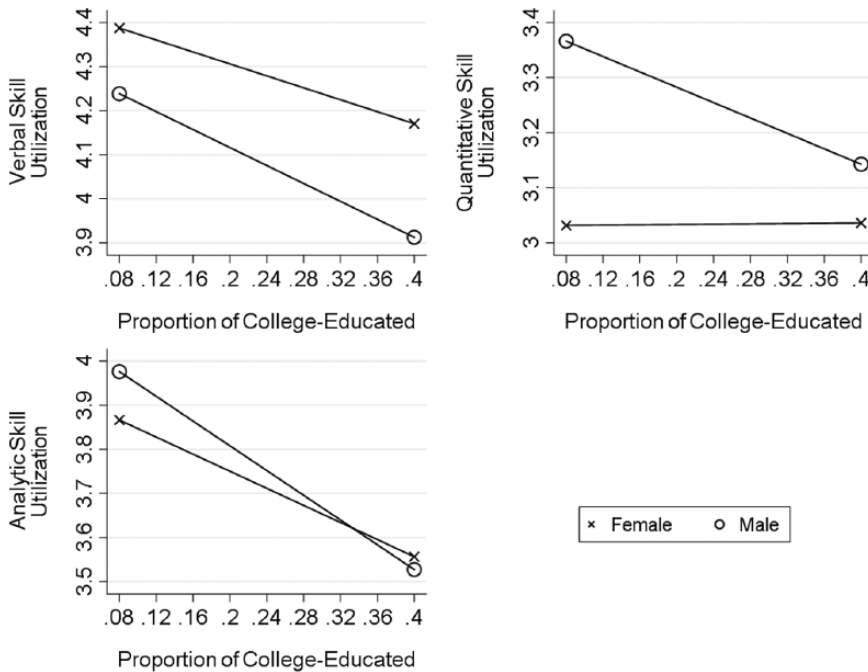 Verbal Skill
Utilization
4.4
4.3
4.2
4.1
4
3.9
.08 .12 .16 .2 .24 .28 .32 .36 .4
Proportion of College-Educated
Quantitative Skill
Utilization
3.4
3.3
3.2
3.1
3
.08 .12 .16 .2 .24 .28 .32 .36 .4
Proportion of College-Educated
Analytic Skill
Utilization
4
3.9
3.8
3.7
3.6
3.5
.08 .12 .16 .2 .24 .28 .32 .36 .4
Proportion of College-Educated
× Female ○ Male